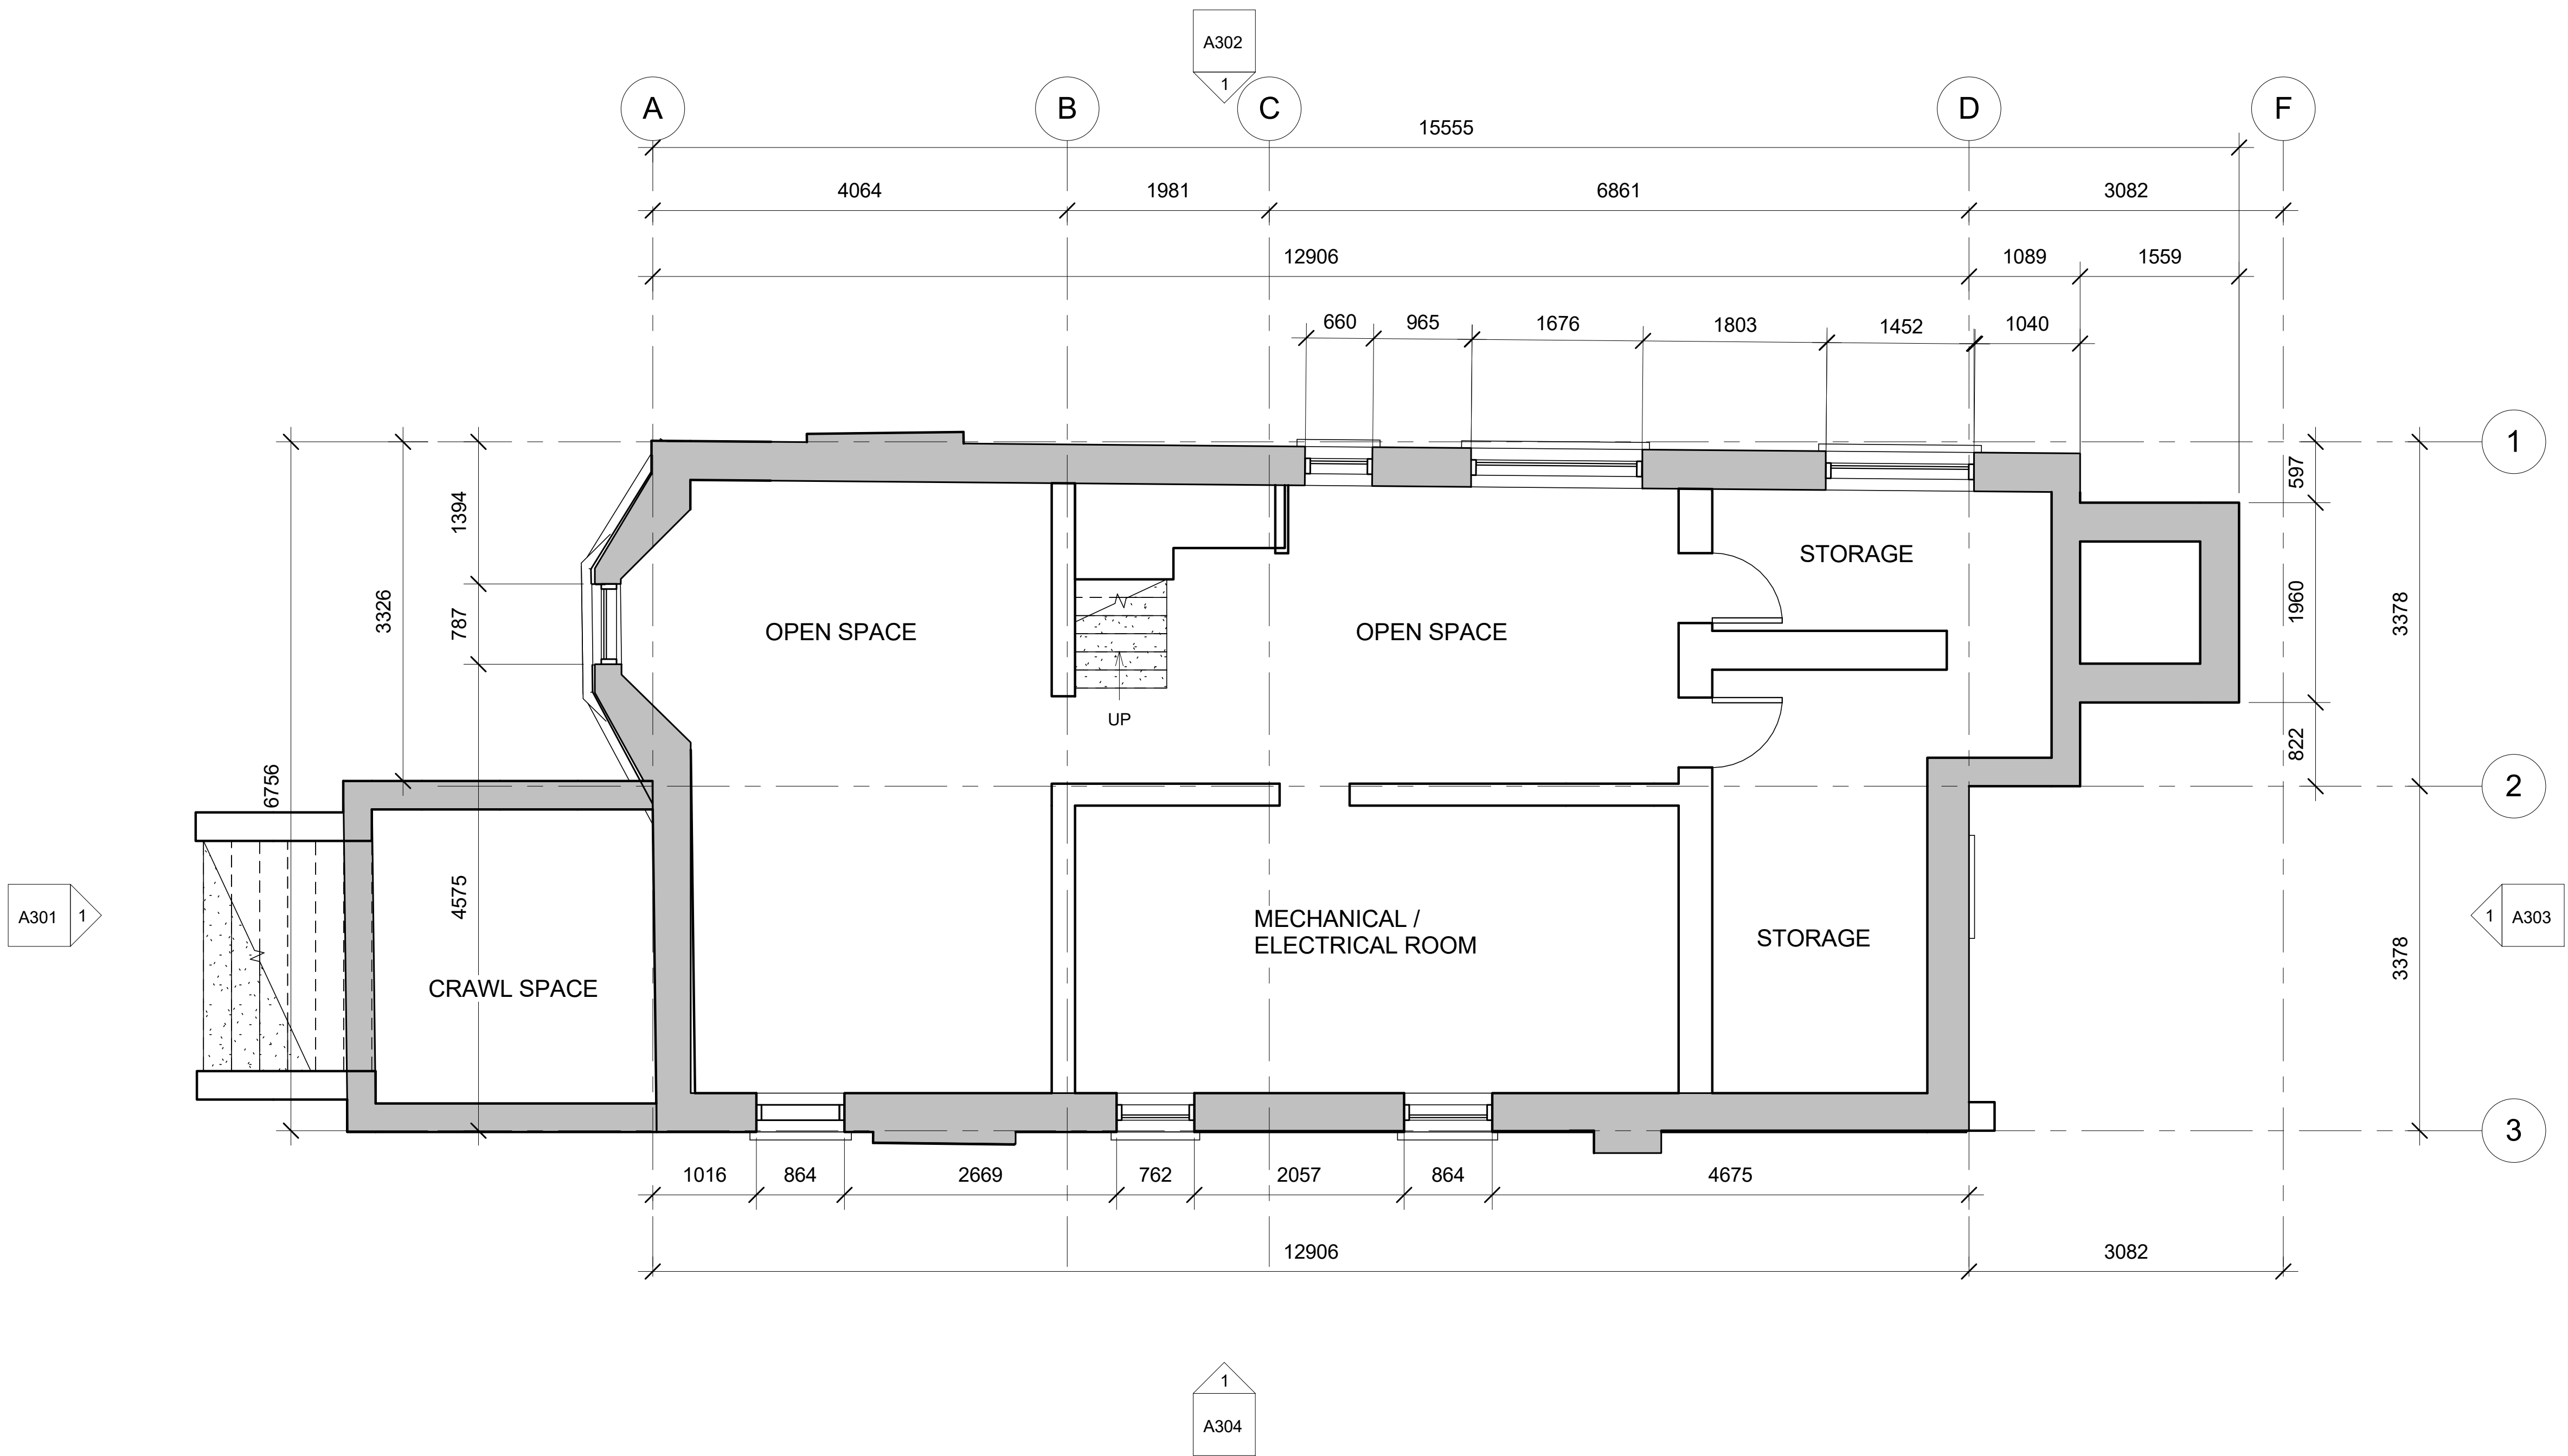 A302
1
A
B
C
D
F
15555
4064
1981
6861
3082
12906
1089
1559
660
965
1676
1803
1452
1040
1
597
1394
3326
787
1960
3378
STORAGE
OPEN SPACE
OPEN SPACE
UP
822
2
6756
4575
A301
1
MECHANICAL /
ELECTRICAL ROOM
STORAGE
1
A303
3378
CRAWL SPACE
3
1016
864
2669
762
2057
864
4675
12906
3082
1
A304